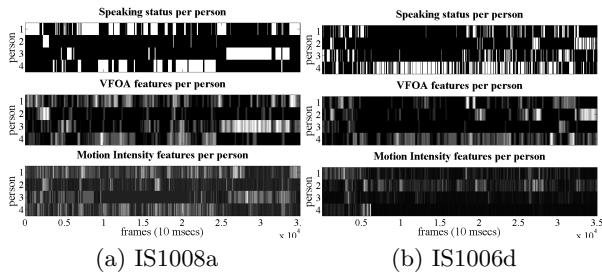 Speaking status per person
person
1
2
3
4
VFOA features per person
person
1
2
3
4
Motion Intensity features per person
person
1
2
3
4
0 0.5 1 1.5 2 2.5 3 3.5
frames (10 msecs)
x 10^4
(a) IS1008a
Speaking status per person
person
1
2
3
4
VFOA features per person
person
1
2
3
4
Motion Intensity features per person
person
1
2
3
4
0 0.5 1 1.5 2 2.5 3 3.5
frames (10 msecs)
x 10^4
(b) IS1006d